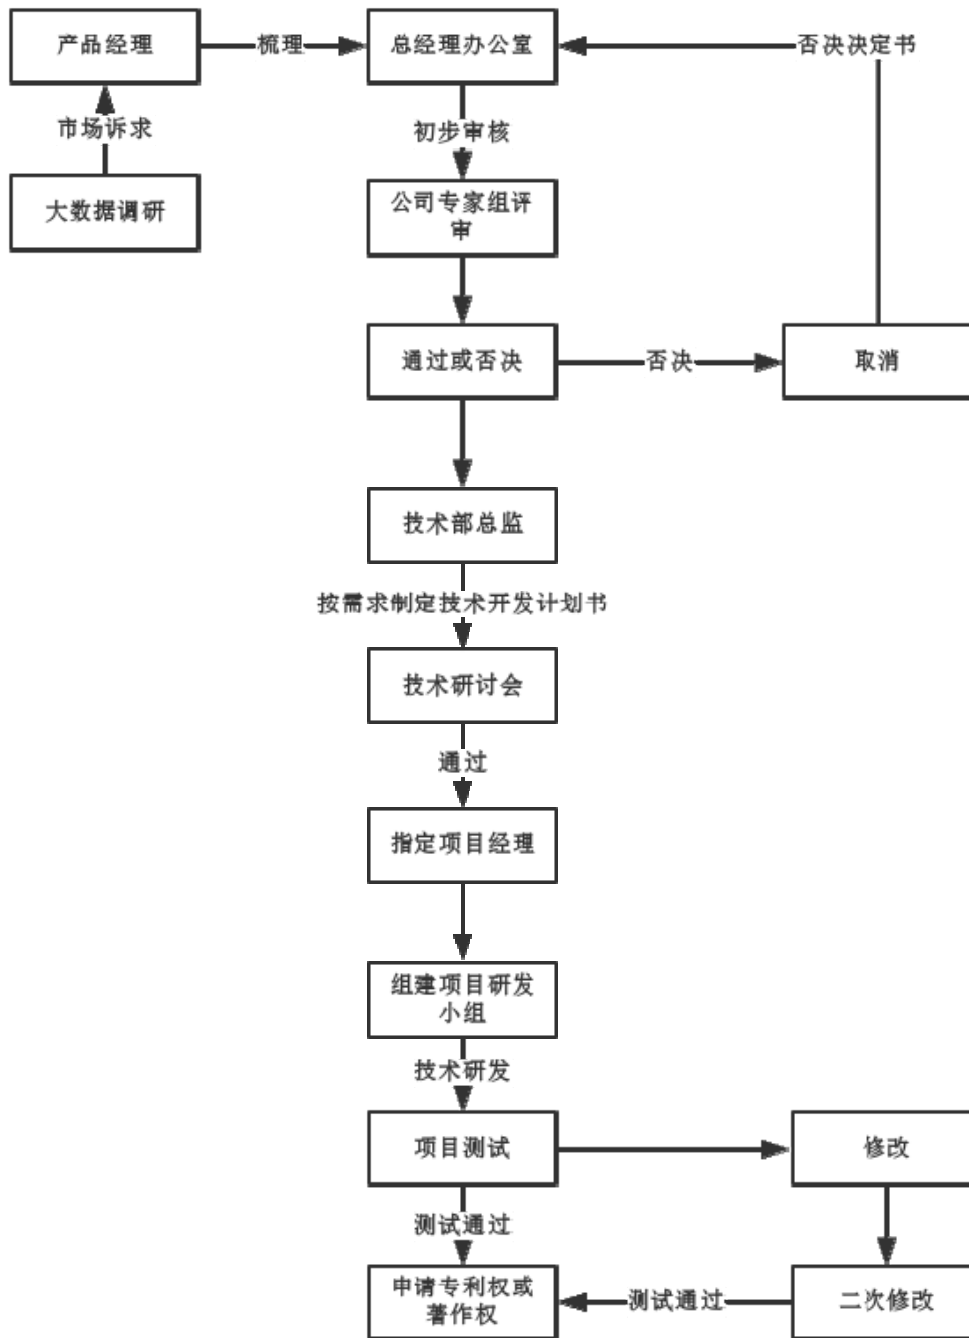 产品经理
梳理
总经理办公室
否决决定书
市场诉求
初步审核
大数据调研
公司专家组评
审
通过或否决
否决
取消
技术部总监
按需求制定技术开发计划书
技术研讨会
通过
指定项目经理
组建项目研发
小组
技术研发
项目测试
修改
测试通过
申请专利权或
著作权
测试通过
二次修改